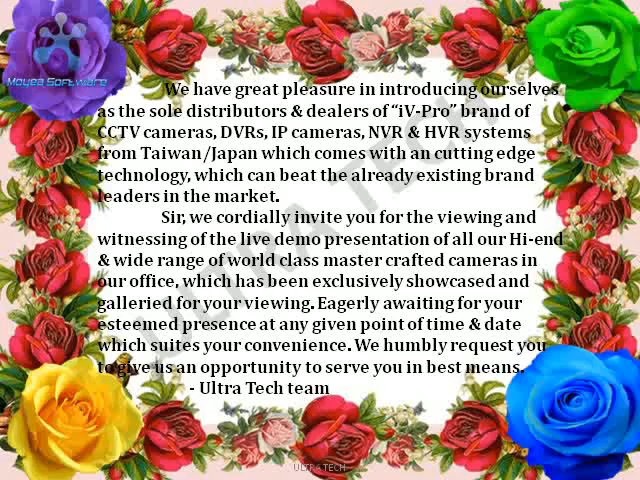 Moyea Software
We have great pleasure in introducing ourselves
as the sole distributors & dealers of “iV-Pro” brand of
CCTV cameras, DVRs, IP cameras, NVR & HVR systems
from Taiwan/Japan which comes with an cutting edge
technology, which can beat the already existing brand
leaders in the market.
Sir, we cordially invite you for the viewing and
witnessing of the live demo presentation of all our Hi-end
& wide range of world class master crafted cameras in
our office, which has been exclusively showcased and
galleried for your viewing. Eagerly awaiting for your
esteemed presence at any given point of time & date
which suites your convenience. We humbly request you
to give us an opportunity to serve you in best means.
- Ultra Tech team
ULTRA TECH
ULTRA TECH